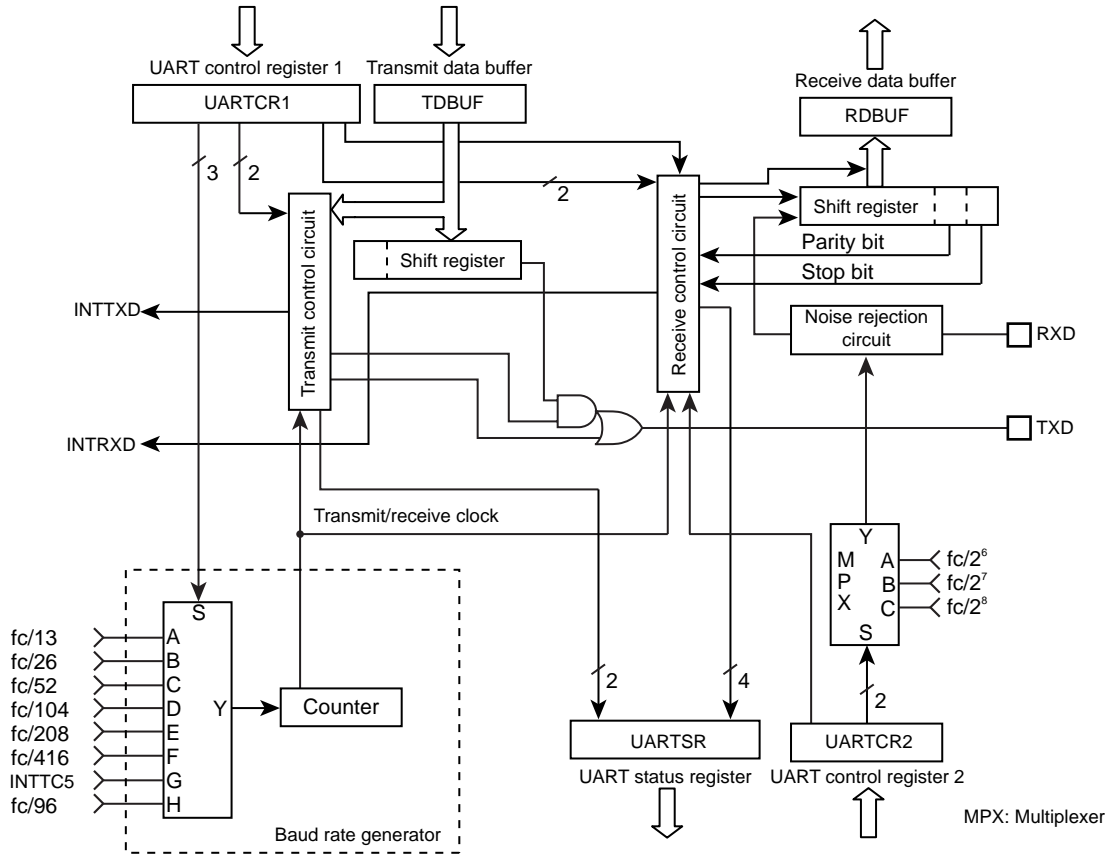 UART control register 1
Transmit data buffer
Receive data buffer
UARTCR1
TDBUF
RDBUF
3
2
2
Shift register
Transmit control circuit
Receive control circuit
Shift register
Parity bit
Stop bit
INTTXD
Noise rejection
circuit
RXD
INTRXD
TXD
Transmit/receive clock
Y
M
P
X
A
B
C
S
fc/2⁶
fc/2⁷
fc/2⁸
S
fc/13
fc/26
fc/52
fc/104
fc/208
fc/416
INTTC5
fc/96
A
B
C
D
E
F
G
H
Y
Counter
2
4
2
UARTSR
UARTCR2
UART status register
UART control register 2
Baud rate generator
MPX: Multiplexer